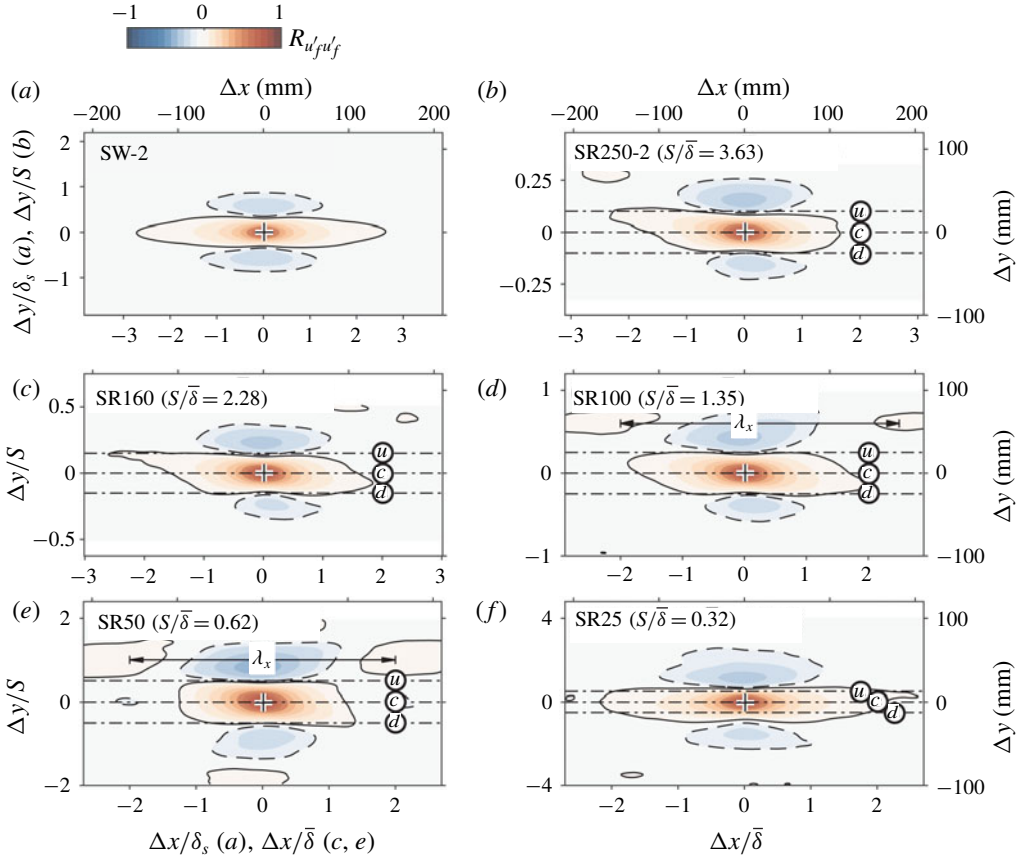 −1 0 1
R_{u′_f u′_f}
(a) Δx (mm) (b) Δx (mm)
−200 −100 0 100 200 −200 −100 0 100 200
2 SW-2 SR250-2 (S/δ̄ = 3.63) 100
1 0.25 u
0 0 c 0
−1 −0.25 d
−100
Δy/δ_s (a), Δy/S (b) Δy (mm)
−3 −2 −1 0 1 2 3 −3 −2 −1 0 1 2 3
(c) SR160 (S/δ̄ = 2.28) (d) SR100 (S/δ̄ = 1.35)
0.5 1 100
λ_x
u u
0 c 0 c 0
d d
−0.5 −1 −100
Δy/S Δy (mm)
−3 −2 −1 0 1 2 3 −2 −1 0 1 2
(e) SR50 (S/δ̄ = 0.62) (f) SR25 (S/δ̄ = 0.32)
2 4 100
λ_x
u u
0 c 0 c 0
d d
−2 −4 −100
Δy/S Δy (mm)
−2 −1 0 1 2 −2 −1 0 1 2
Δx/δ_s (a), Δx/δ̄ (c, e) Δx/δ̄